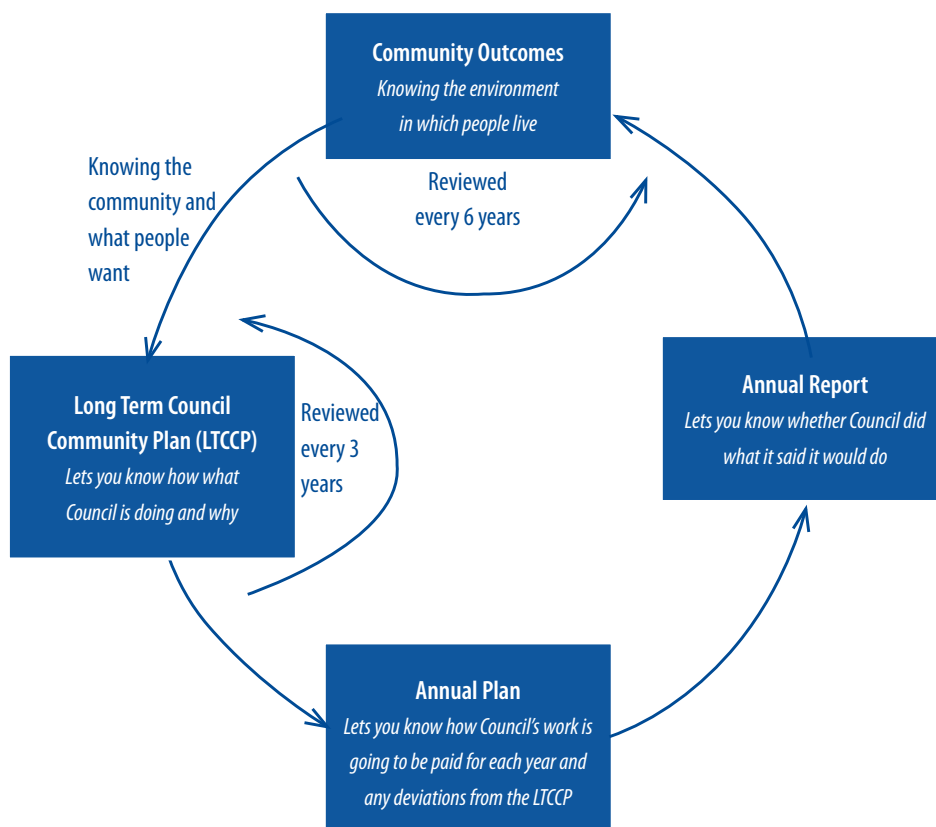 Community Outcomes
Knowing the environment
in which people live
Knowing the
community and
what people
want
Reviewed
every 6 years
Long Term Council
Community Plan (LTCCP)
Lets you know how what
Council is doing and why
Reviewed
every 3
years
Annual Report
Lets you know whether Council did
what it said it would do
Annual Plan
Lets you know how Council’s work is
going to be paid for each year and
any deviations from the LTCCP